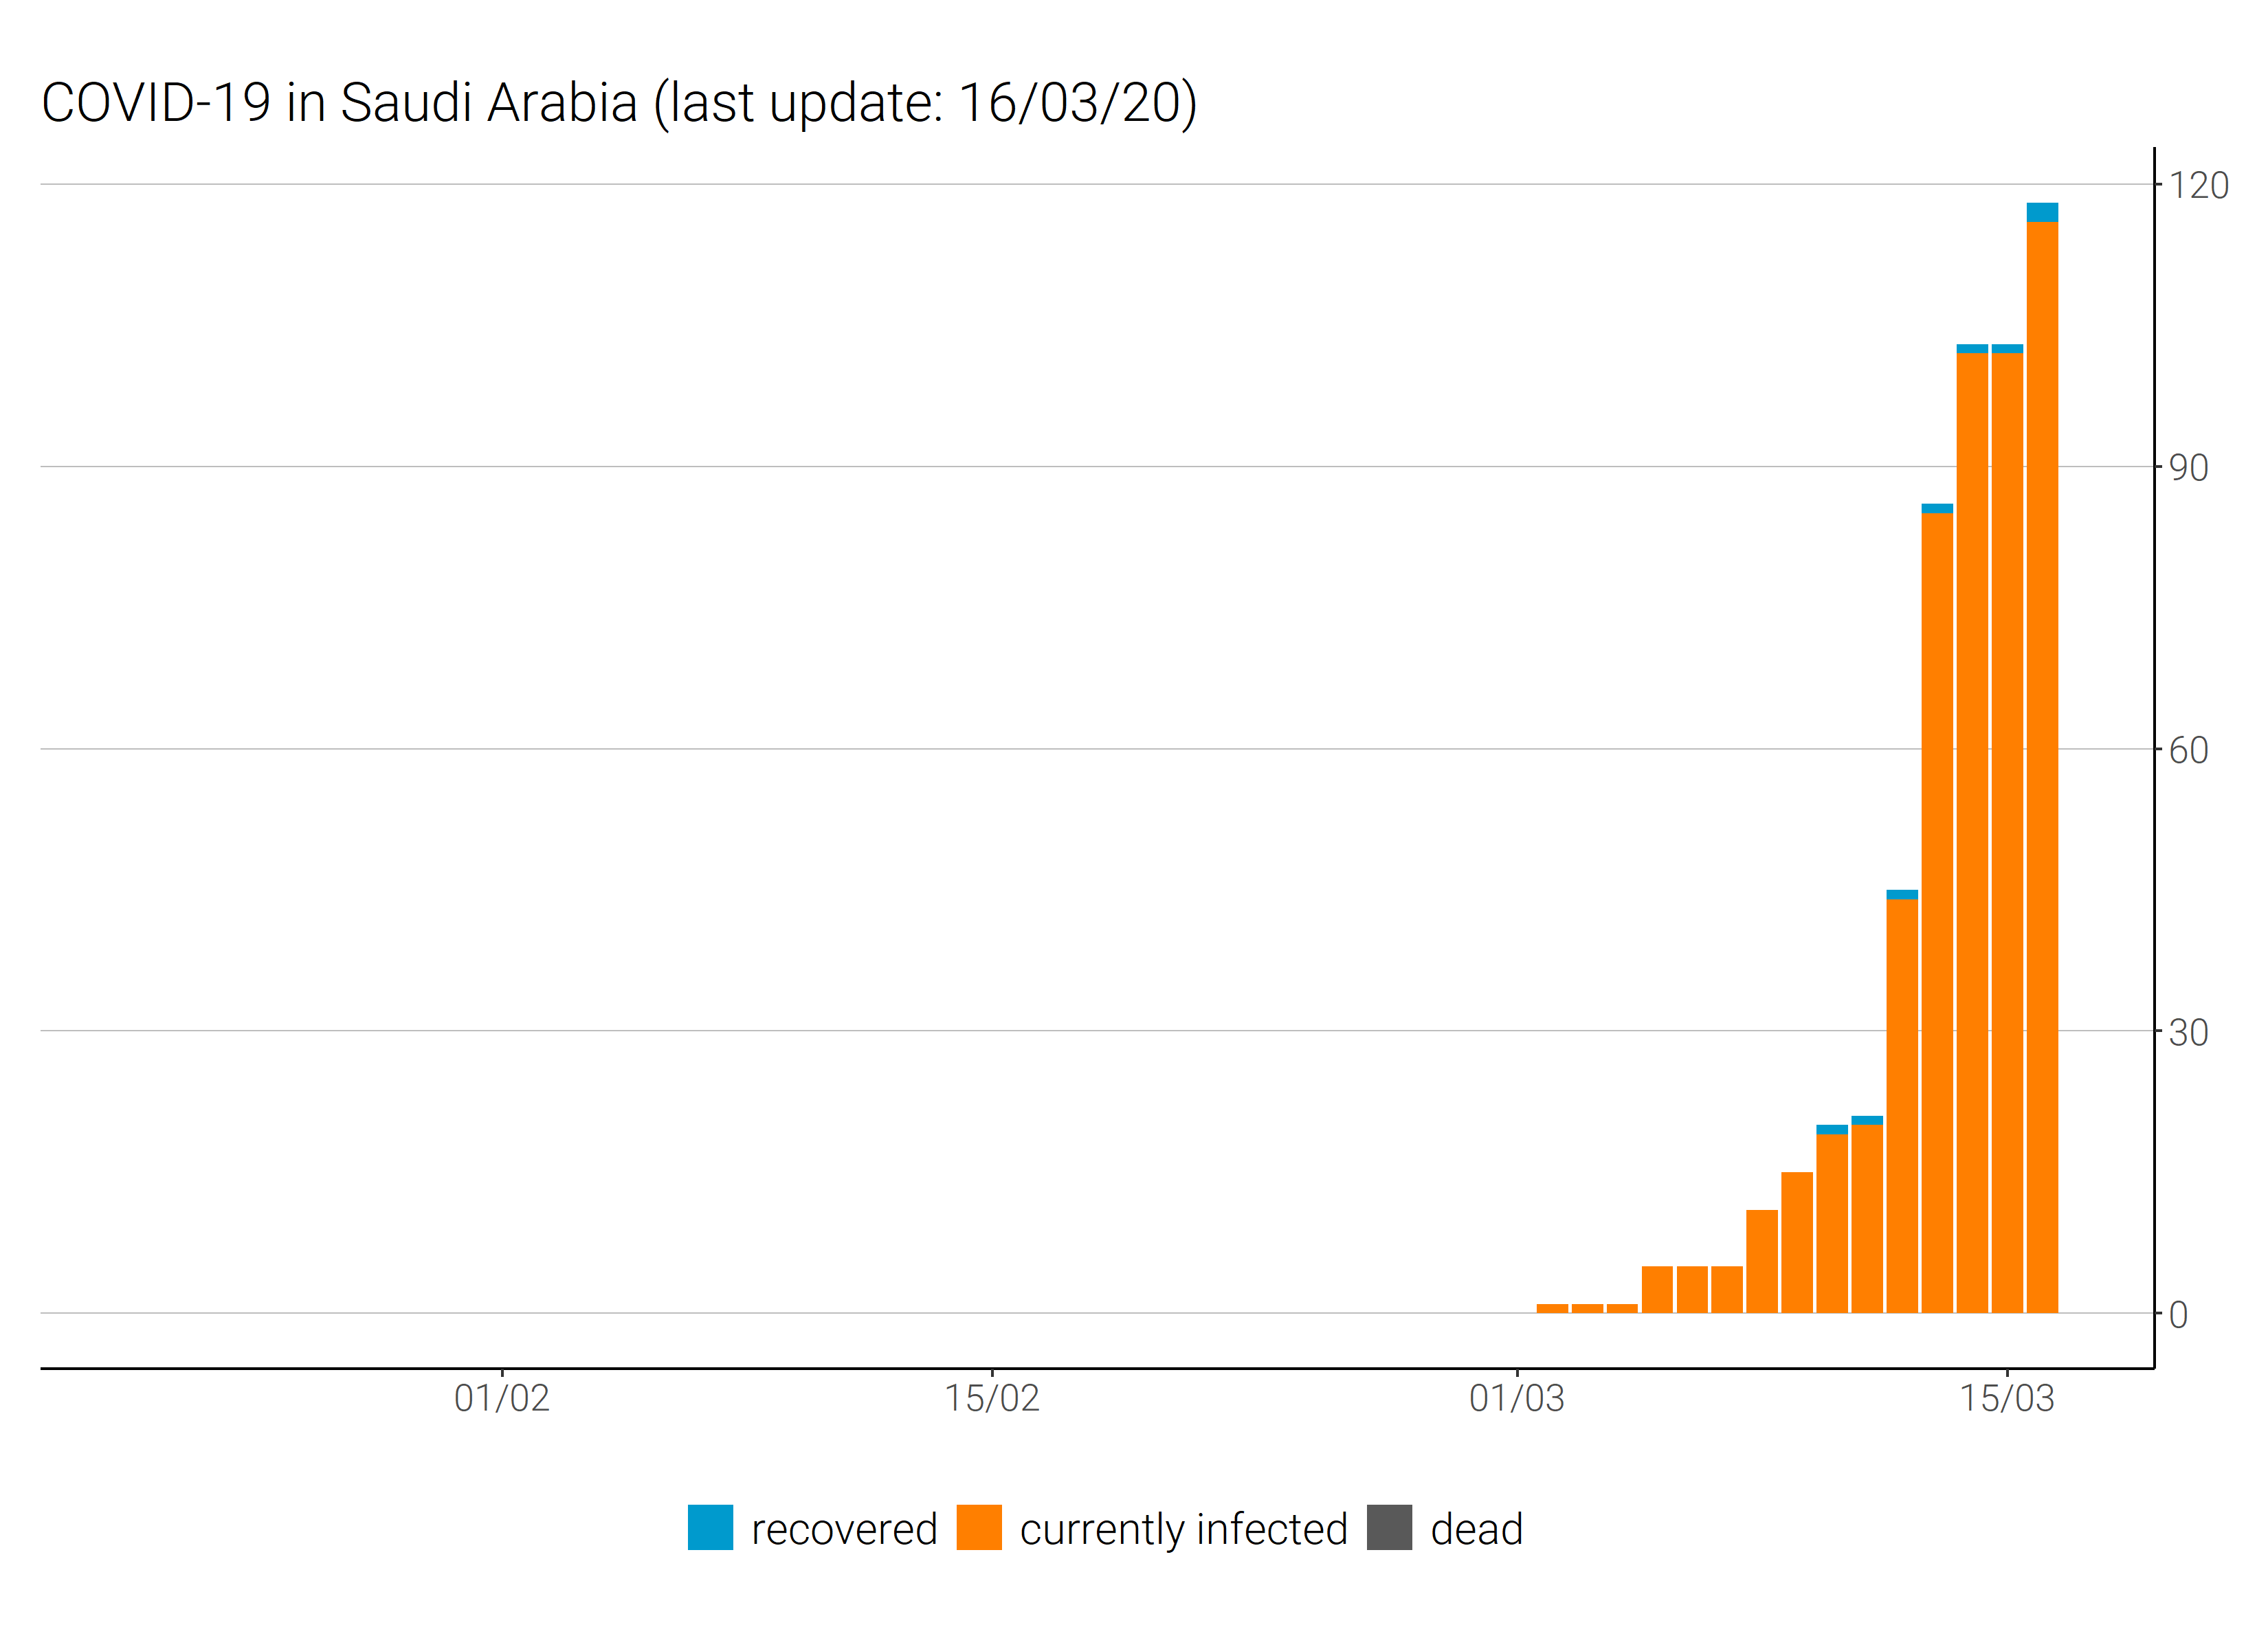 COVID-19 in Saudi Arabia (last update: 16/03/20)
120
90
60
30
0
01/02 15/02 01/03 15/03
recovered currently infected dead